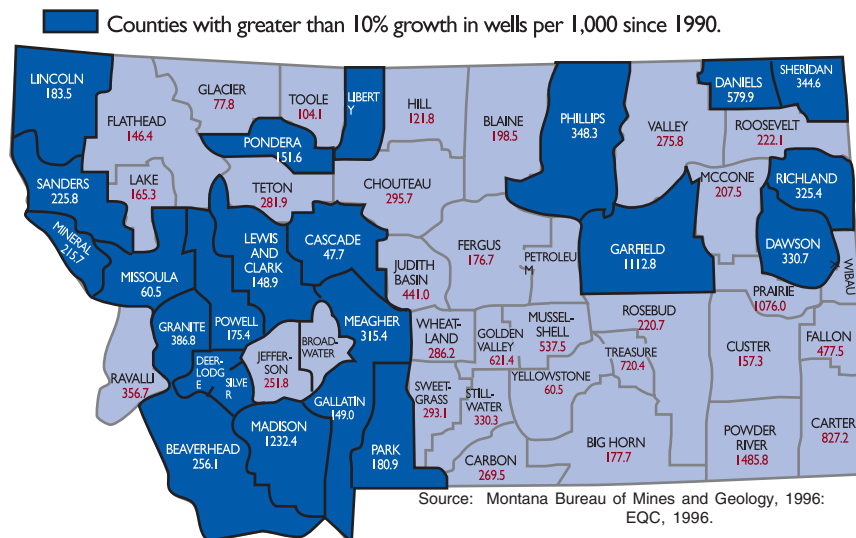 Counties with greater than 10% growth in wells per 1,000 since 1990.
LINCOLN
183.5
FLATHEAD
146.4
GLACIER
77.8
TOOLE
104.1
LIBERT
Y
HILL
121.8
BLAINE
198.5
PHILLIPS
348.3
VALLEY
275.8
DANIELS
579.9
SHERIDAN
344.6
ROOSEVELT
222.1
PONDERA
151.6
SANDERS
225.8
LAKE
165.3
TETON
281.9
CHOUTEAU
295.7
MCCONE
207.5
RICHLAND
325.4
MINERAL
215.7
MISSOULA
60.5
LEWIS
AND
CLARK
148.9
CASCADE
47.7
JUDITH
BASIN
441.0
FERGUS
176.7
PETROLEU
M
GARFIELD
1112.8
DAWSON
330.7
WIBAU
PRAIRIE
1076.0
GRANITE
386.8
POWELL
175.4
MEAGHER
315.4
BROAD-
WATER
JEFFER-
SON
251.8
WHEAT-
LAND
286.2
GOLDEN
VALLEY
621.4
MUSSEL-
SHELL
537.5
ROSEBUD
220.7
TREASURE
720.4
CUSTER
157.3
FALLON
477.5
RAVALLI
356.7
DEER-
LODG
E
SILVE
R
GALLATIN
149.0
SWEET-
GRASS
293.1
STILL-
WATER
330.3
YELLOWSTONE
60.5
BEAVERHEAD
256.1
MADISON
1232.4
PARK
180.9
CARBON
269.5
BIG HORN
177.7
POWDER
RIVER
1485.8
CARTER
827.2
Source: Montana Bureau of Mines and Geology, 1996:
EQC, 1996.